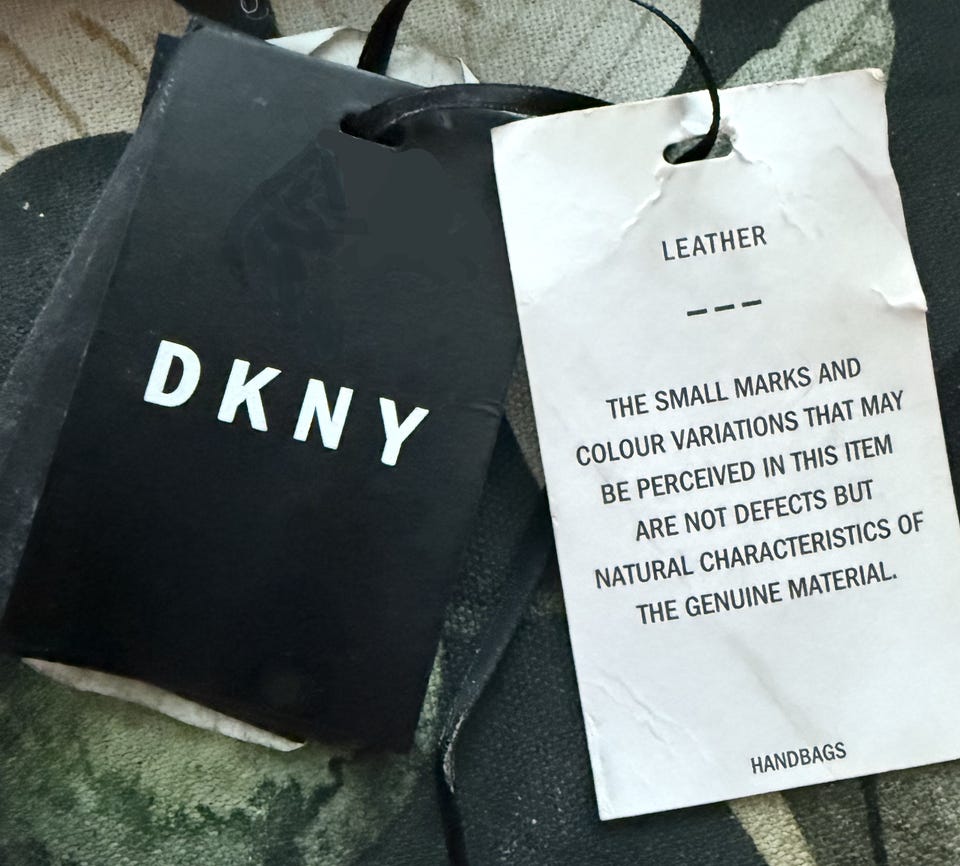 DKNY
LEATHER
---
THE SMALL MARKS AND
COLOUR VARIATIONS THAT MAY
BE PERCEIVED IN THIS ITEM
ARE NOT DEFECTS BUT
NATURAL CHARACTERISTICS OF
THE GENUINE MATERIAL.
HANDBAGS